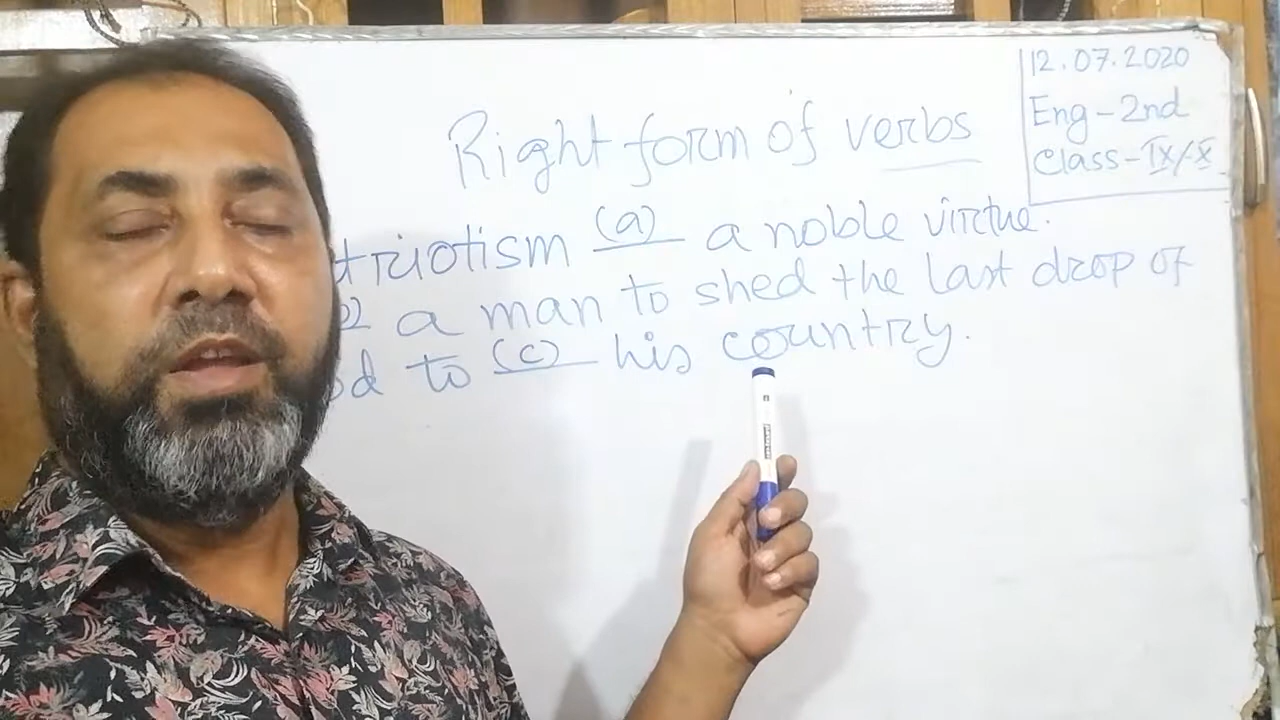 12.07.2020
Eng-2nd
Class-IX/X
Right form of verbs
triotism (a) a noble virtue.
a man to shed the last drop of
od to (c) his country.